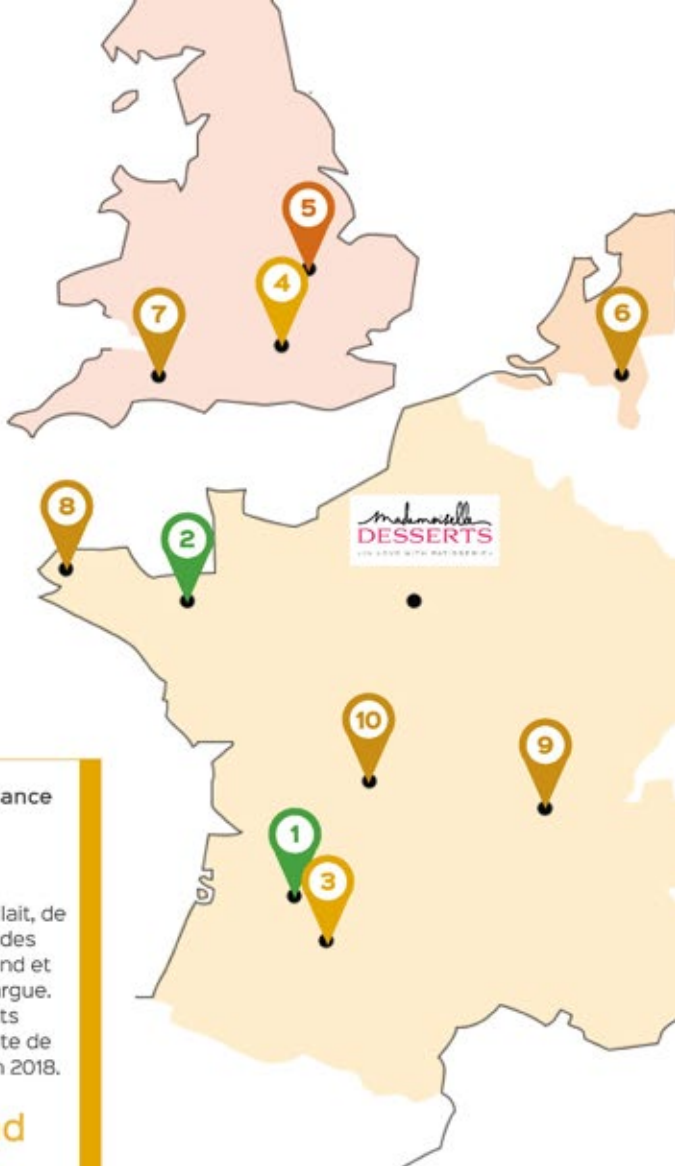 5
4
7
6
8
2
Mademoiselle
DESSERTS
10
9
1
3
ance
lait, de
des
nd et
argue.
ts
te de
n 2018.
d